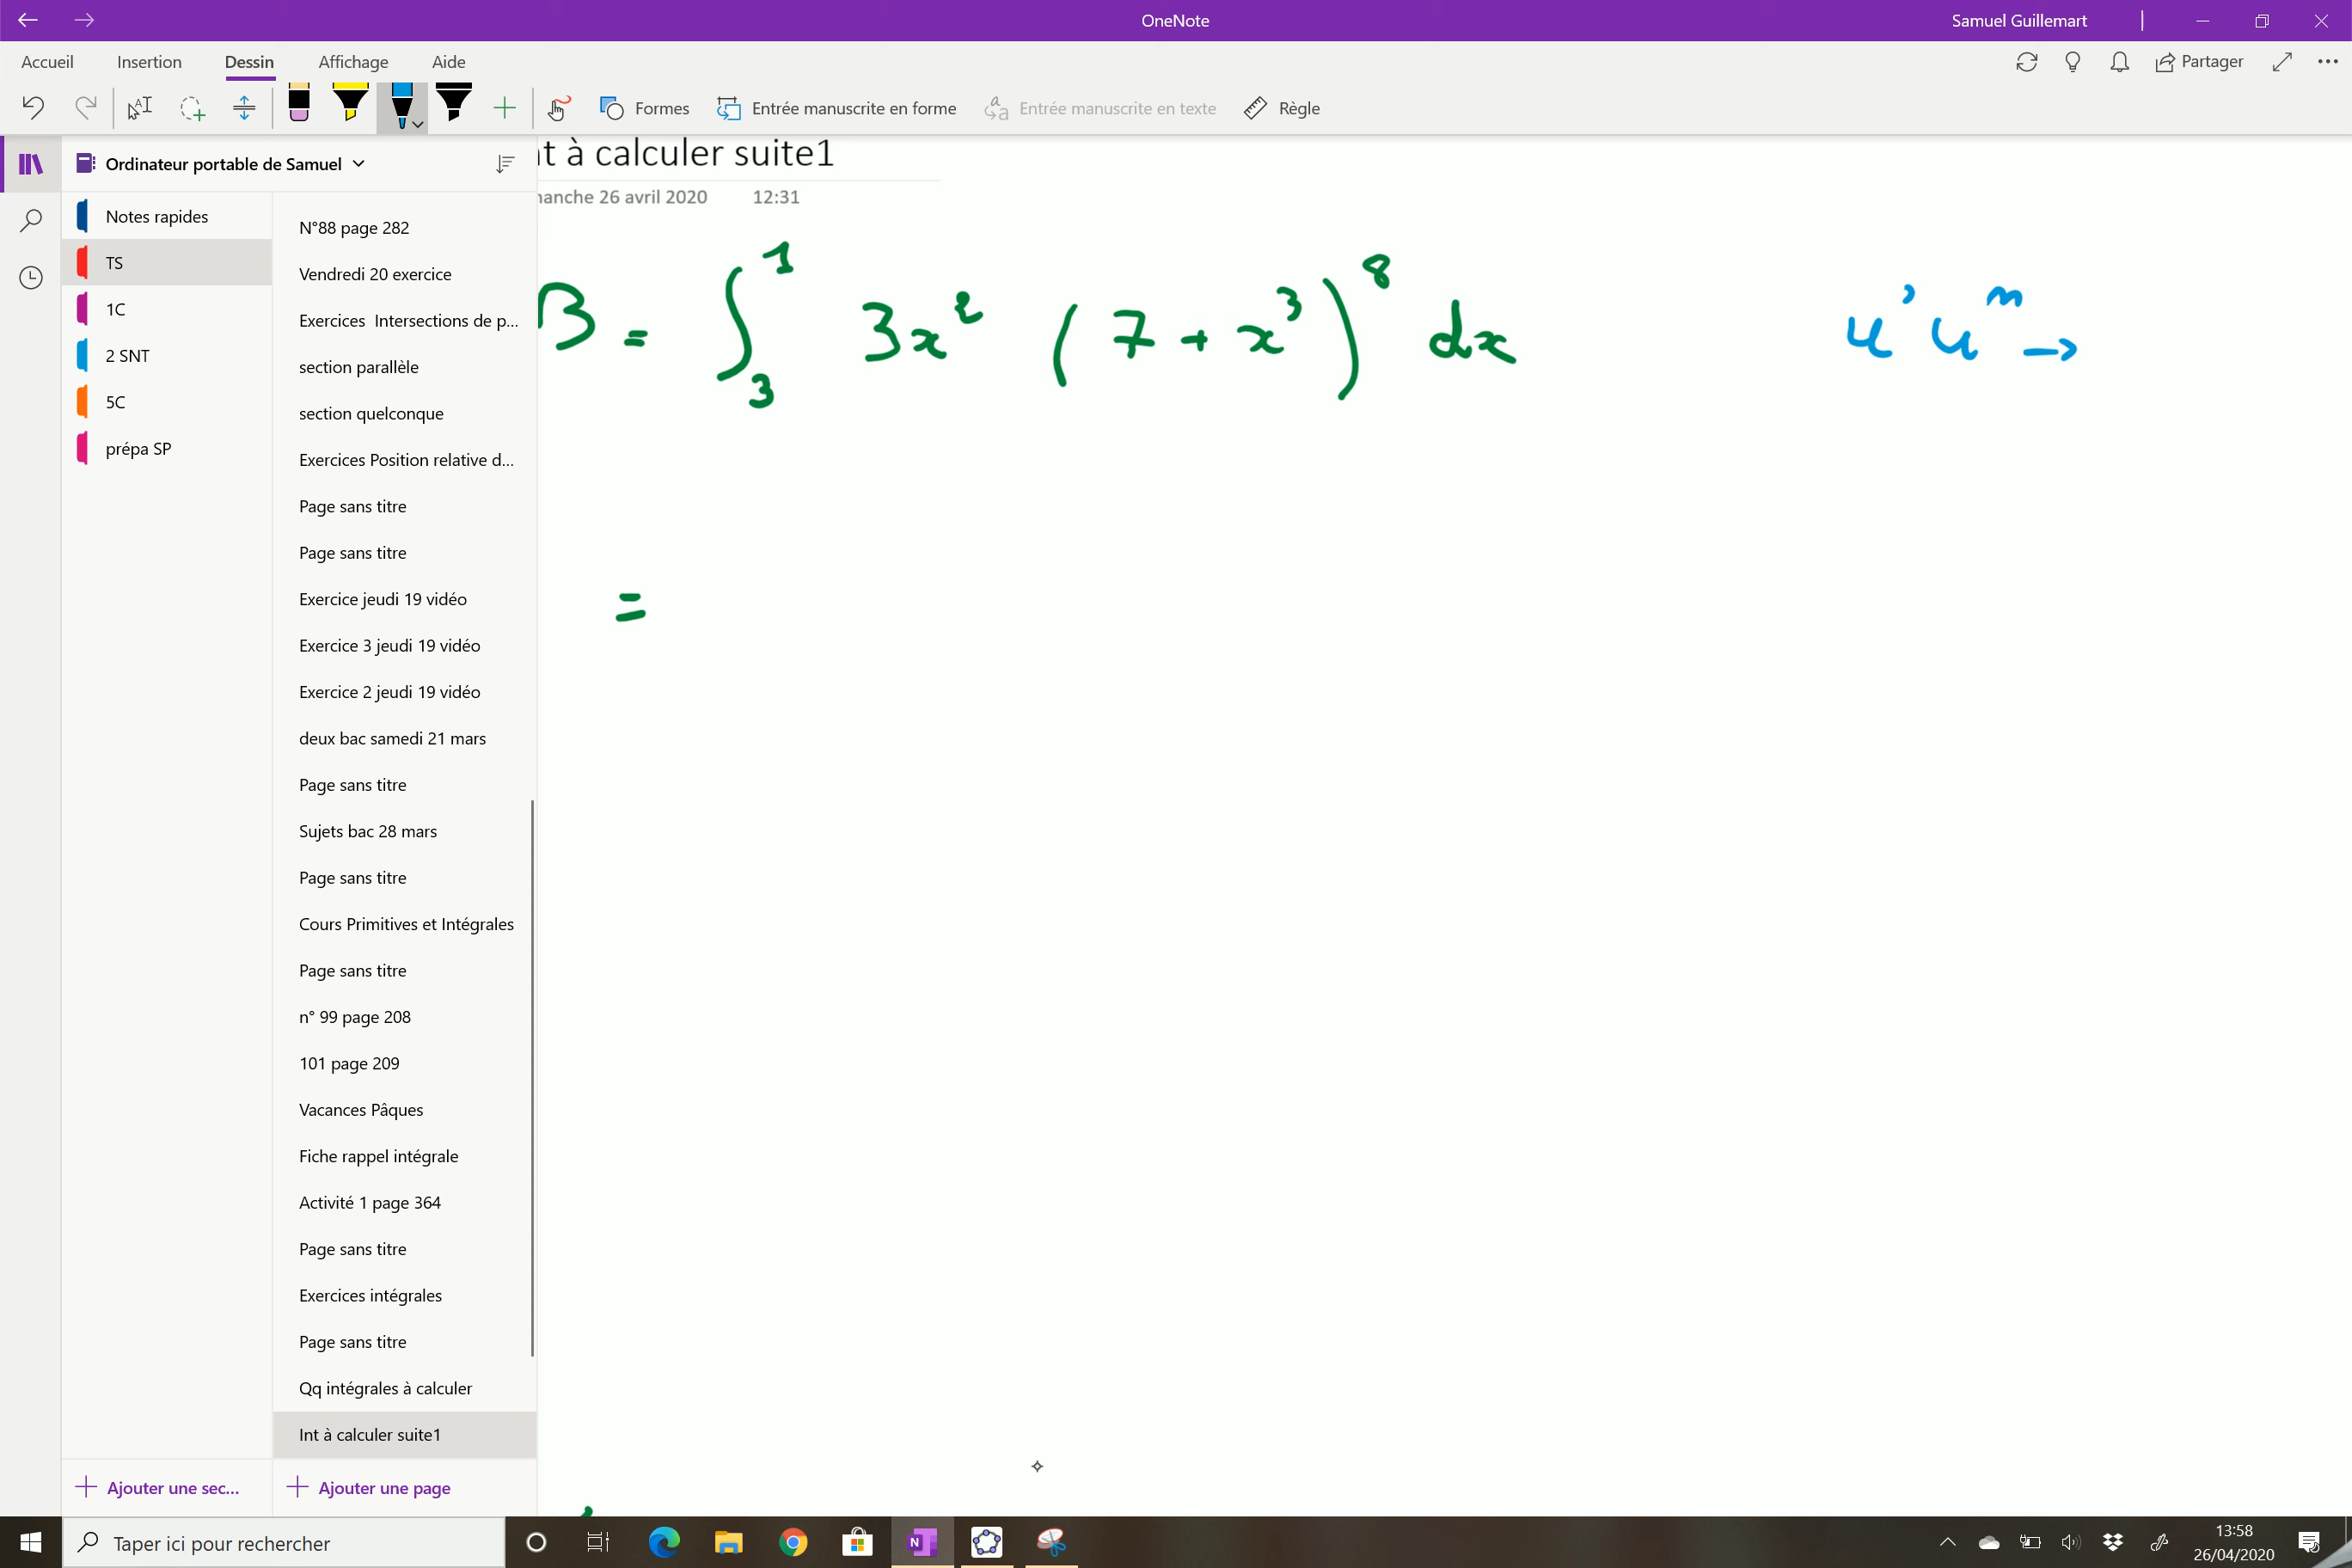 OneNote
Samuel Guillemart
Accueil Insertion Dessin Affichage Aide
Partager
Formes Entrée manuscrite en forme Entrée manuscrite en texte Règle
Ordinateur portable de Samuel
Notes rapides
TS
1C
2 SNT
5C
prépa SP
Ajouter une sec...
N°88 page 282
Vendredi 20 exercice
Exercices Intersections de p...
section parallèle
section quelconque
Exercices Position relative d...
Page sans titre
Page sans titre
Exercice jeudi 19 vidéo
Exercice 3 jeudi 19 vidéo
Exercice 2 jeudi 19 vidéo
deux bac samedi 21 mars
Page sans titre
Sujets bac 28 mars
Page sans titre
Cours Primitives et Intégrales
Page sans titre
n° 99 page 208
101 page 209
Vacances Pâques
Fiche rappel intégrale
Activité 1 page 364
Page sans titre
Exercices intégrales
Page sans titre
Qq intégrales à calculer
Int à calculer suite1
Ajouter une page
nt à calculer suite1
manche 26 avril 2020 12:31
B = ∫₃¹ 3x² (7 + x³)⁸ dx
u'uⁿ →
=
Taper ici pour rechercher
13:58
26/04/2020